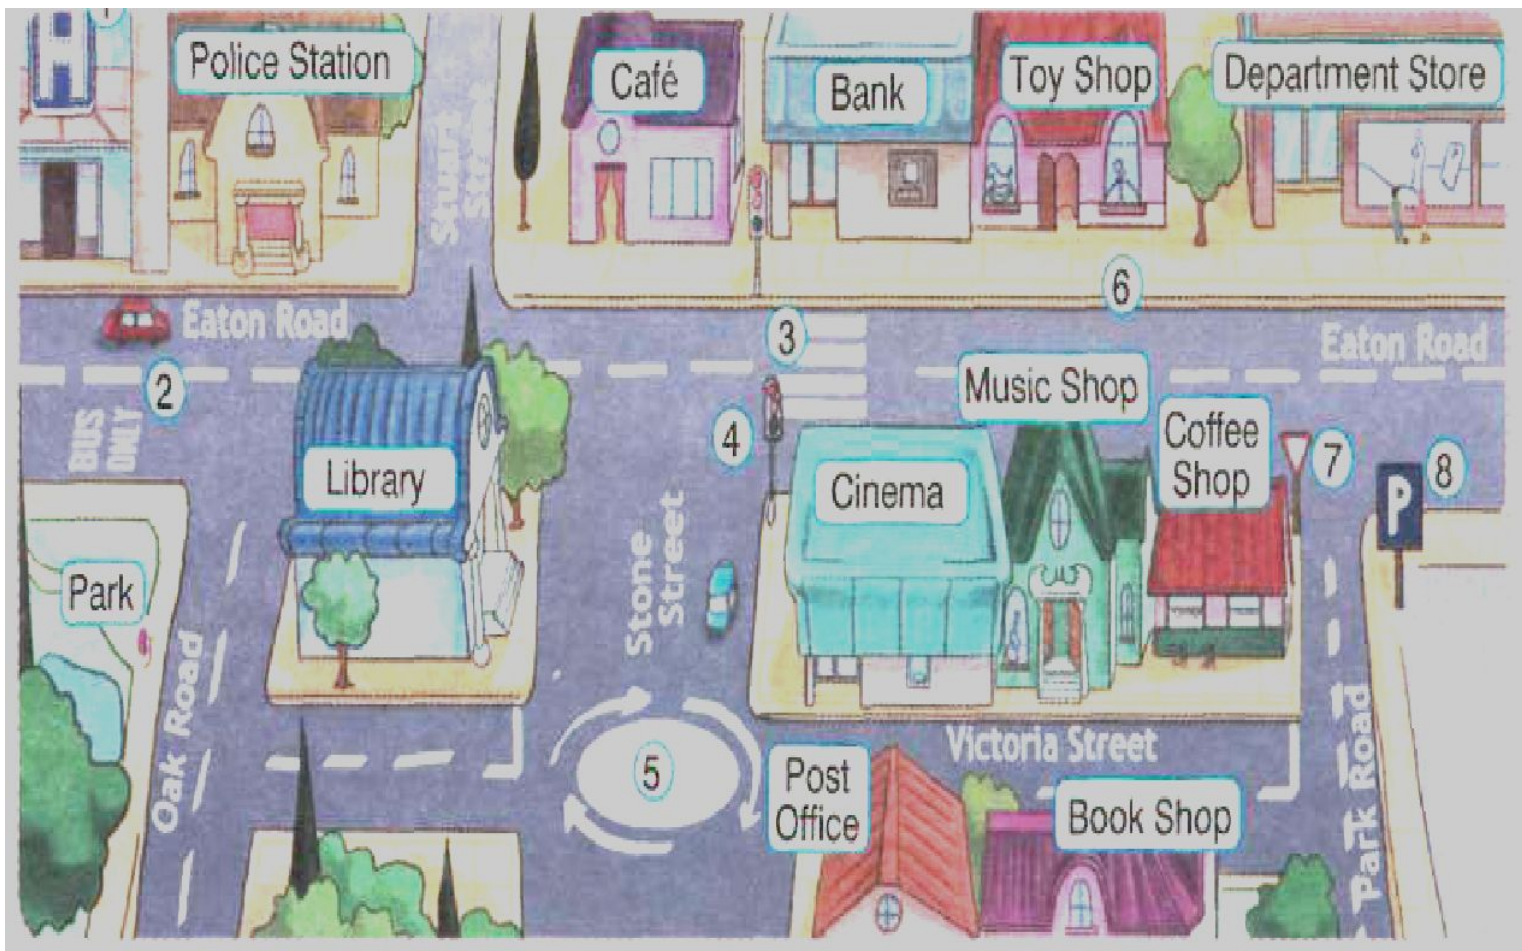 H
Police Station
Café
Bank
Toy Shop
Department Store
6
Eaton Road
3
Eaton Road
2
Music Shop
BUS
ONLY
4
Coffee
Shop
7
8
P
Library
Cinema
Stone
Street
Park
Oak Road
Park Road
5
Victoria Street
Post
Office
Book Shop